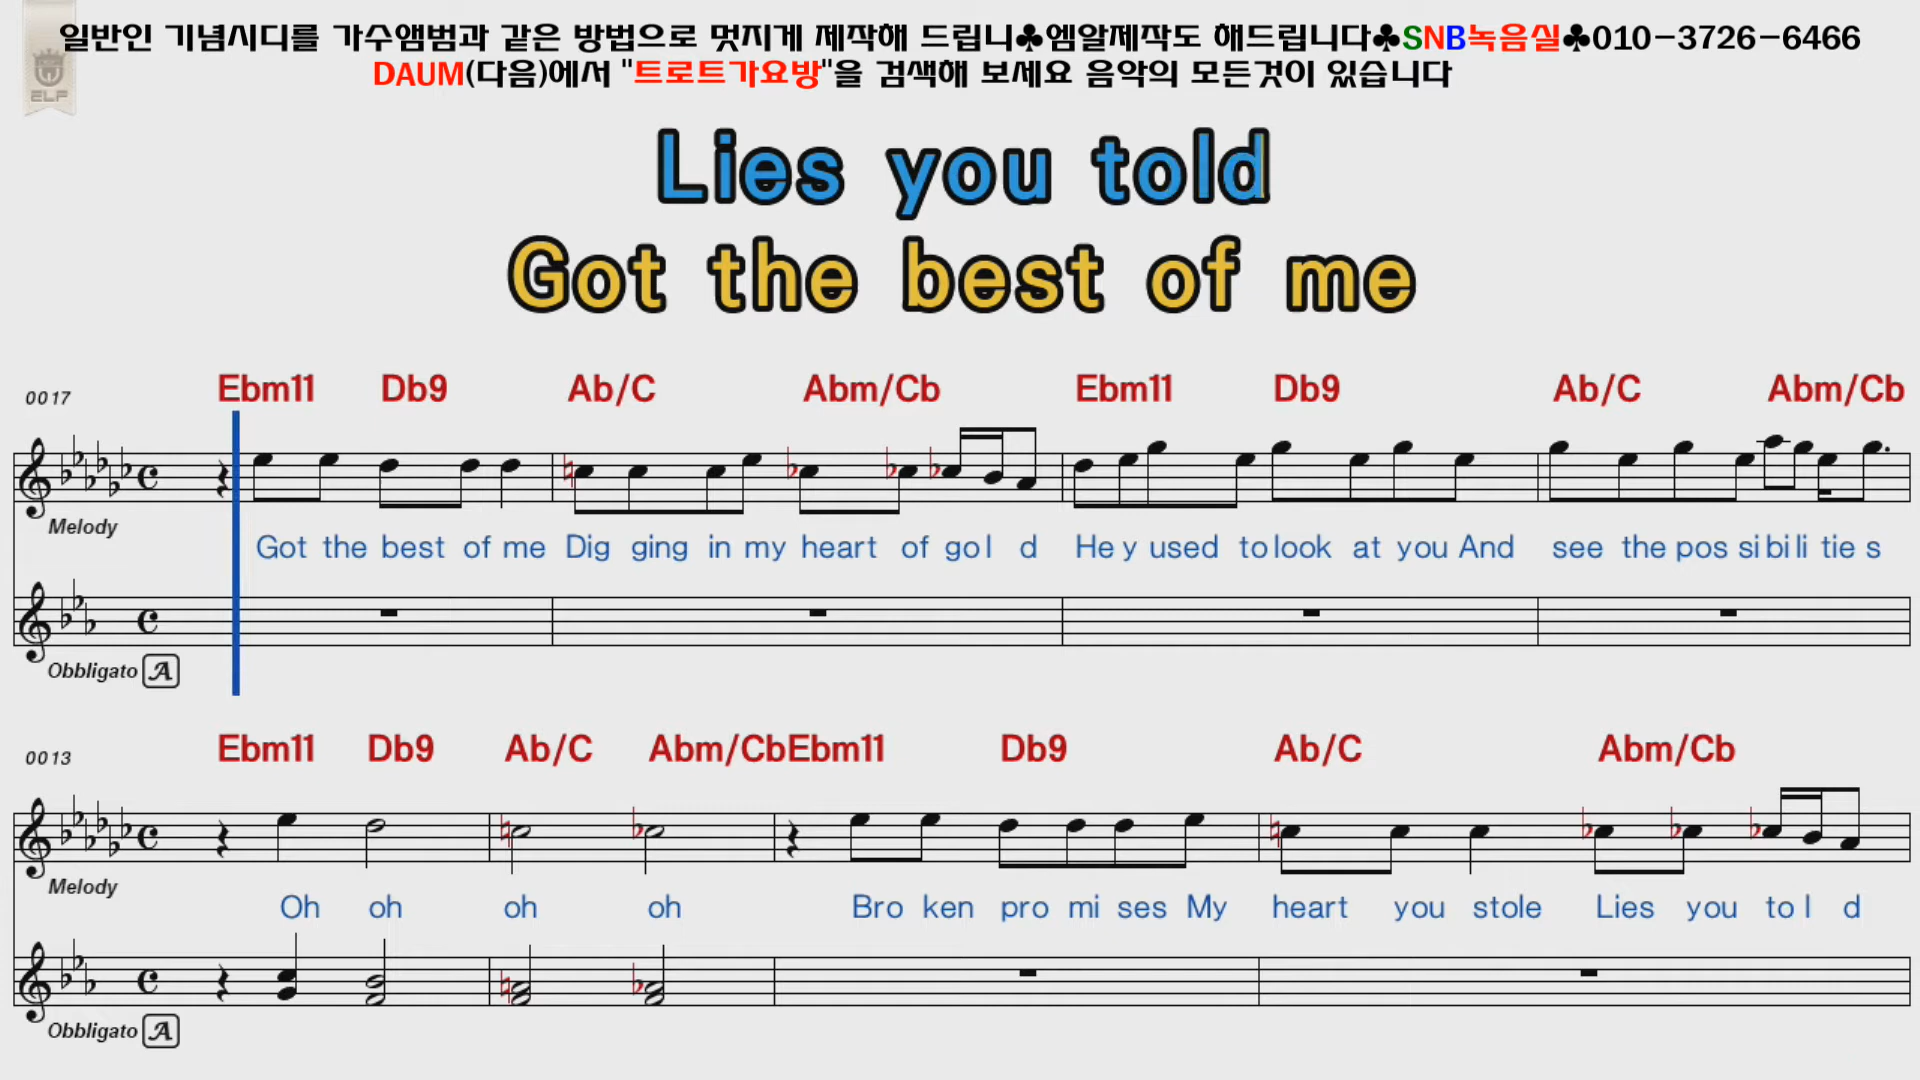 일반인 기념시디를 가수앰범과 같은 방법으로 멋지게 제작해 드립니♣엠알제작도 해드립니다♣SNB녹음실♣010-3726-6466
DAUM(다음)에서 "트로트가요방"을 검색해 보세요 음악의 모든것이 있습니다
ELF
Lies you told
Got the best of me
0017 Ebm11 Db9 Ab/C Abm/Cb Ebm11 Db9 Ab/C Abm/Cb
Melody
Got the best of me Dig ging in my heart of gol d He y used to look at you And see the pos si bi li tie s
Obbligato A
0013 Ebm11 Db9 Ab/C Abm/Cb Ebm11 Db9 Ab/C Abm/Cb
Melody
Oh oh oh oh Bro ken pro mi ses My heart you stole Lies you tol d
Obbligato A